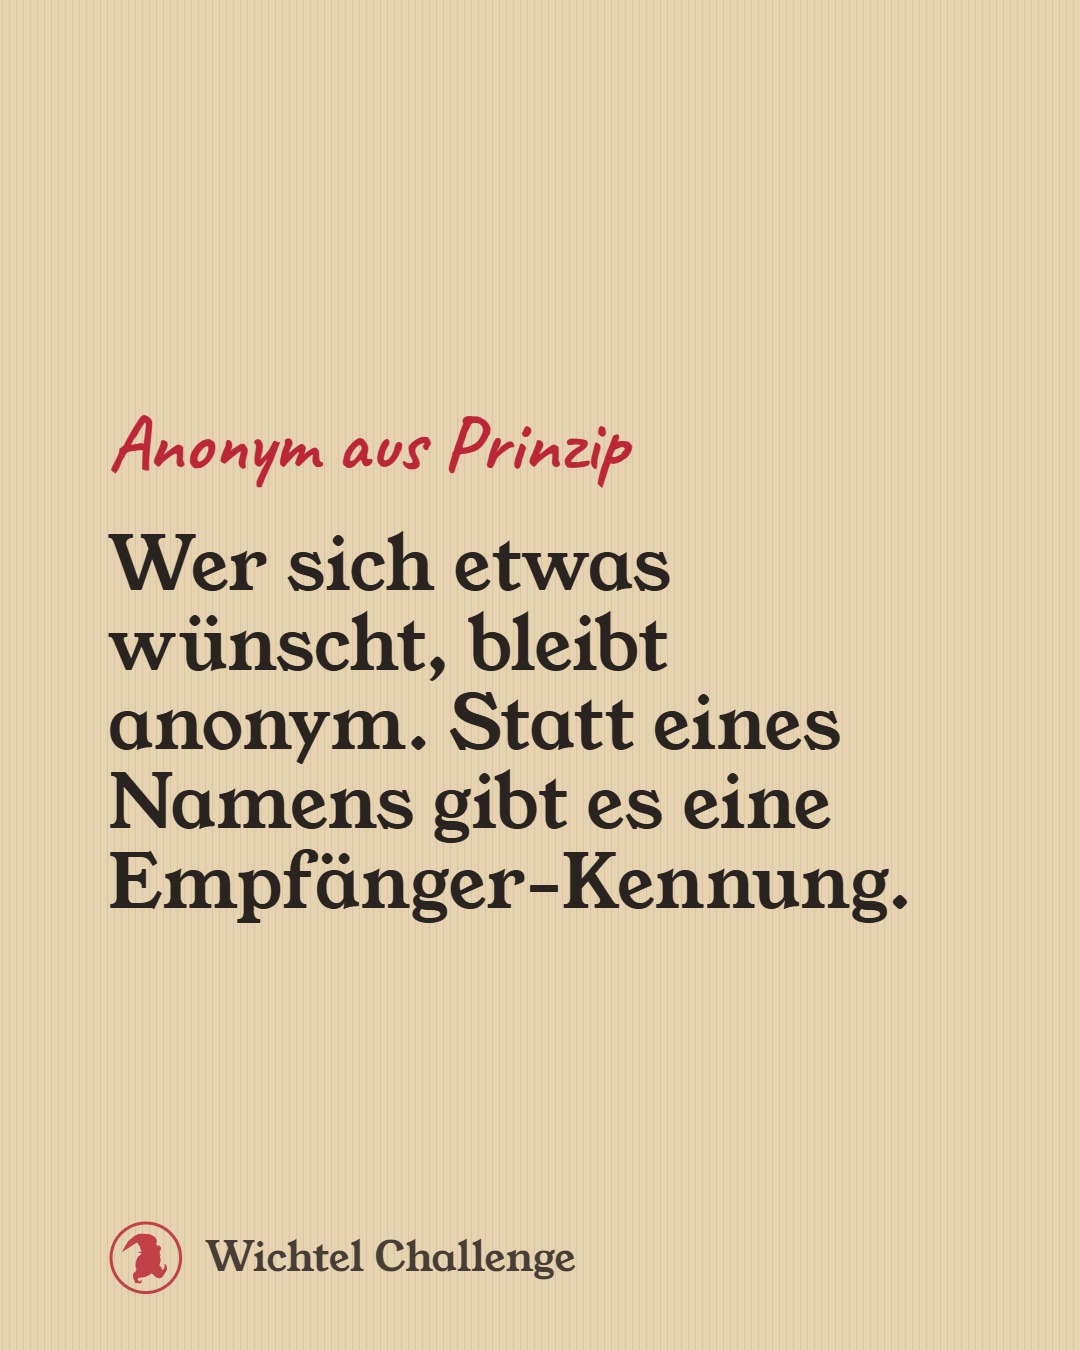 Anonym aus Prinzip
Wer sich etwas
wünscht, bleibt
anonym. Statt eines
Namens gibt es eine
Empfänger-Kennung.
Wichtel Challenge